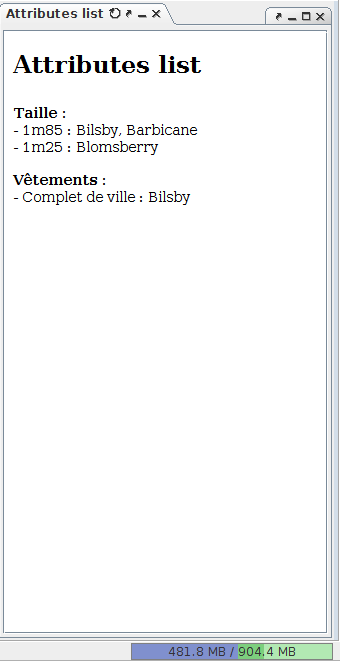 Attributes list
Attributes list
Taille :
- 1m85 : Bilsby, Barbicane
- 1m25 : Blomsberry
Vêtements :
- Complet de ville : Bilsby
481.8 MB / 904.4 MB